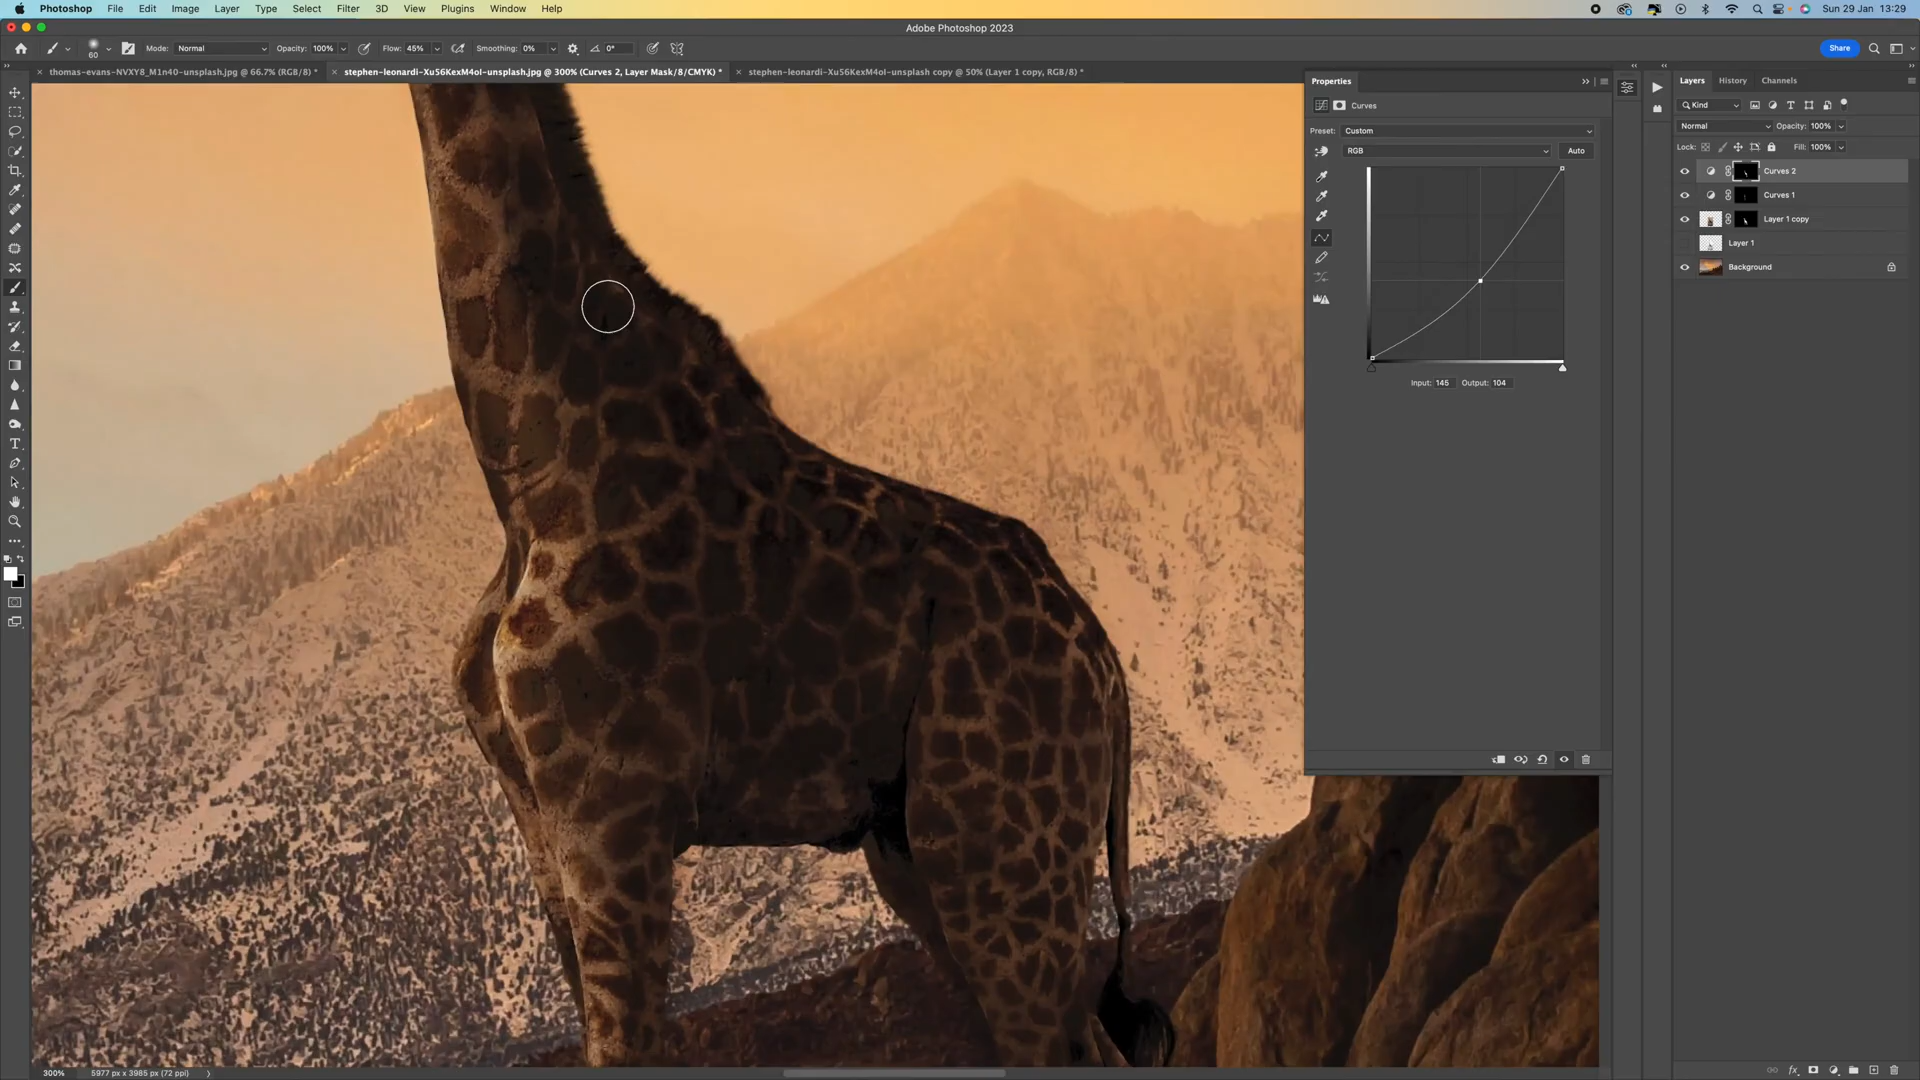 Photoshop File Edit Image Layer Type Select Filter 3D View Plugins Window Help Sun 29 Jan 13:29
Adobe Photoshop 2023
60 Mode: Normal Opacity: 100% Flow: 45% Smoothing: 0% 0° Share
× thomas-evans-NVXY8_M1n40-unsplash.jpg @ 66.7% (RGB/8) * × stephen-leonardi-Xu56KexM4oI-unsplash.jpg @ 300% (Curves 2, Layer Mask/8/CMYK) * × stephen-leonardi-Xu56KexM4oI-unsplash copy @ 50% (Layer 1 copy, RGB/8) *
Properties
Curves
Preset: Custom
RGB Auto
Input: 145 Output: 104
Layers History Channels
Kind
Normal Opacity: 100%
Lock: Fill: 100%
Curves 2
Curves 1
Layer 1 copy
Layer 1
Background
300% 5977 px x 3985 px (72 ppi)